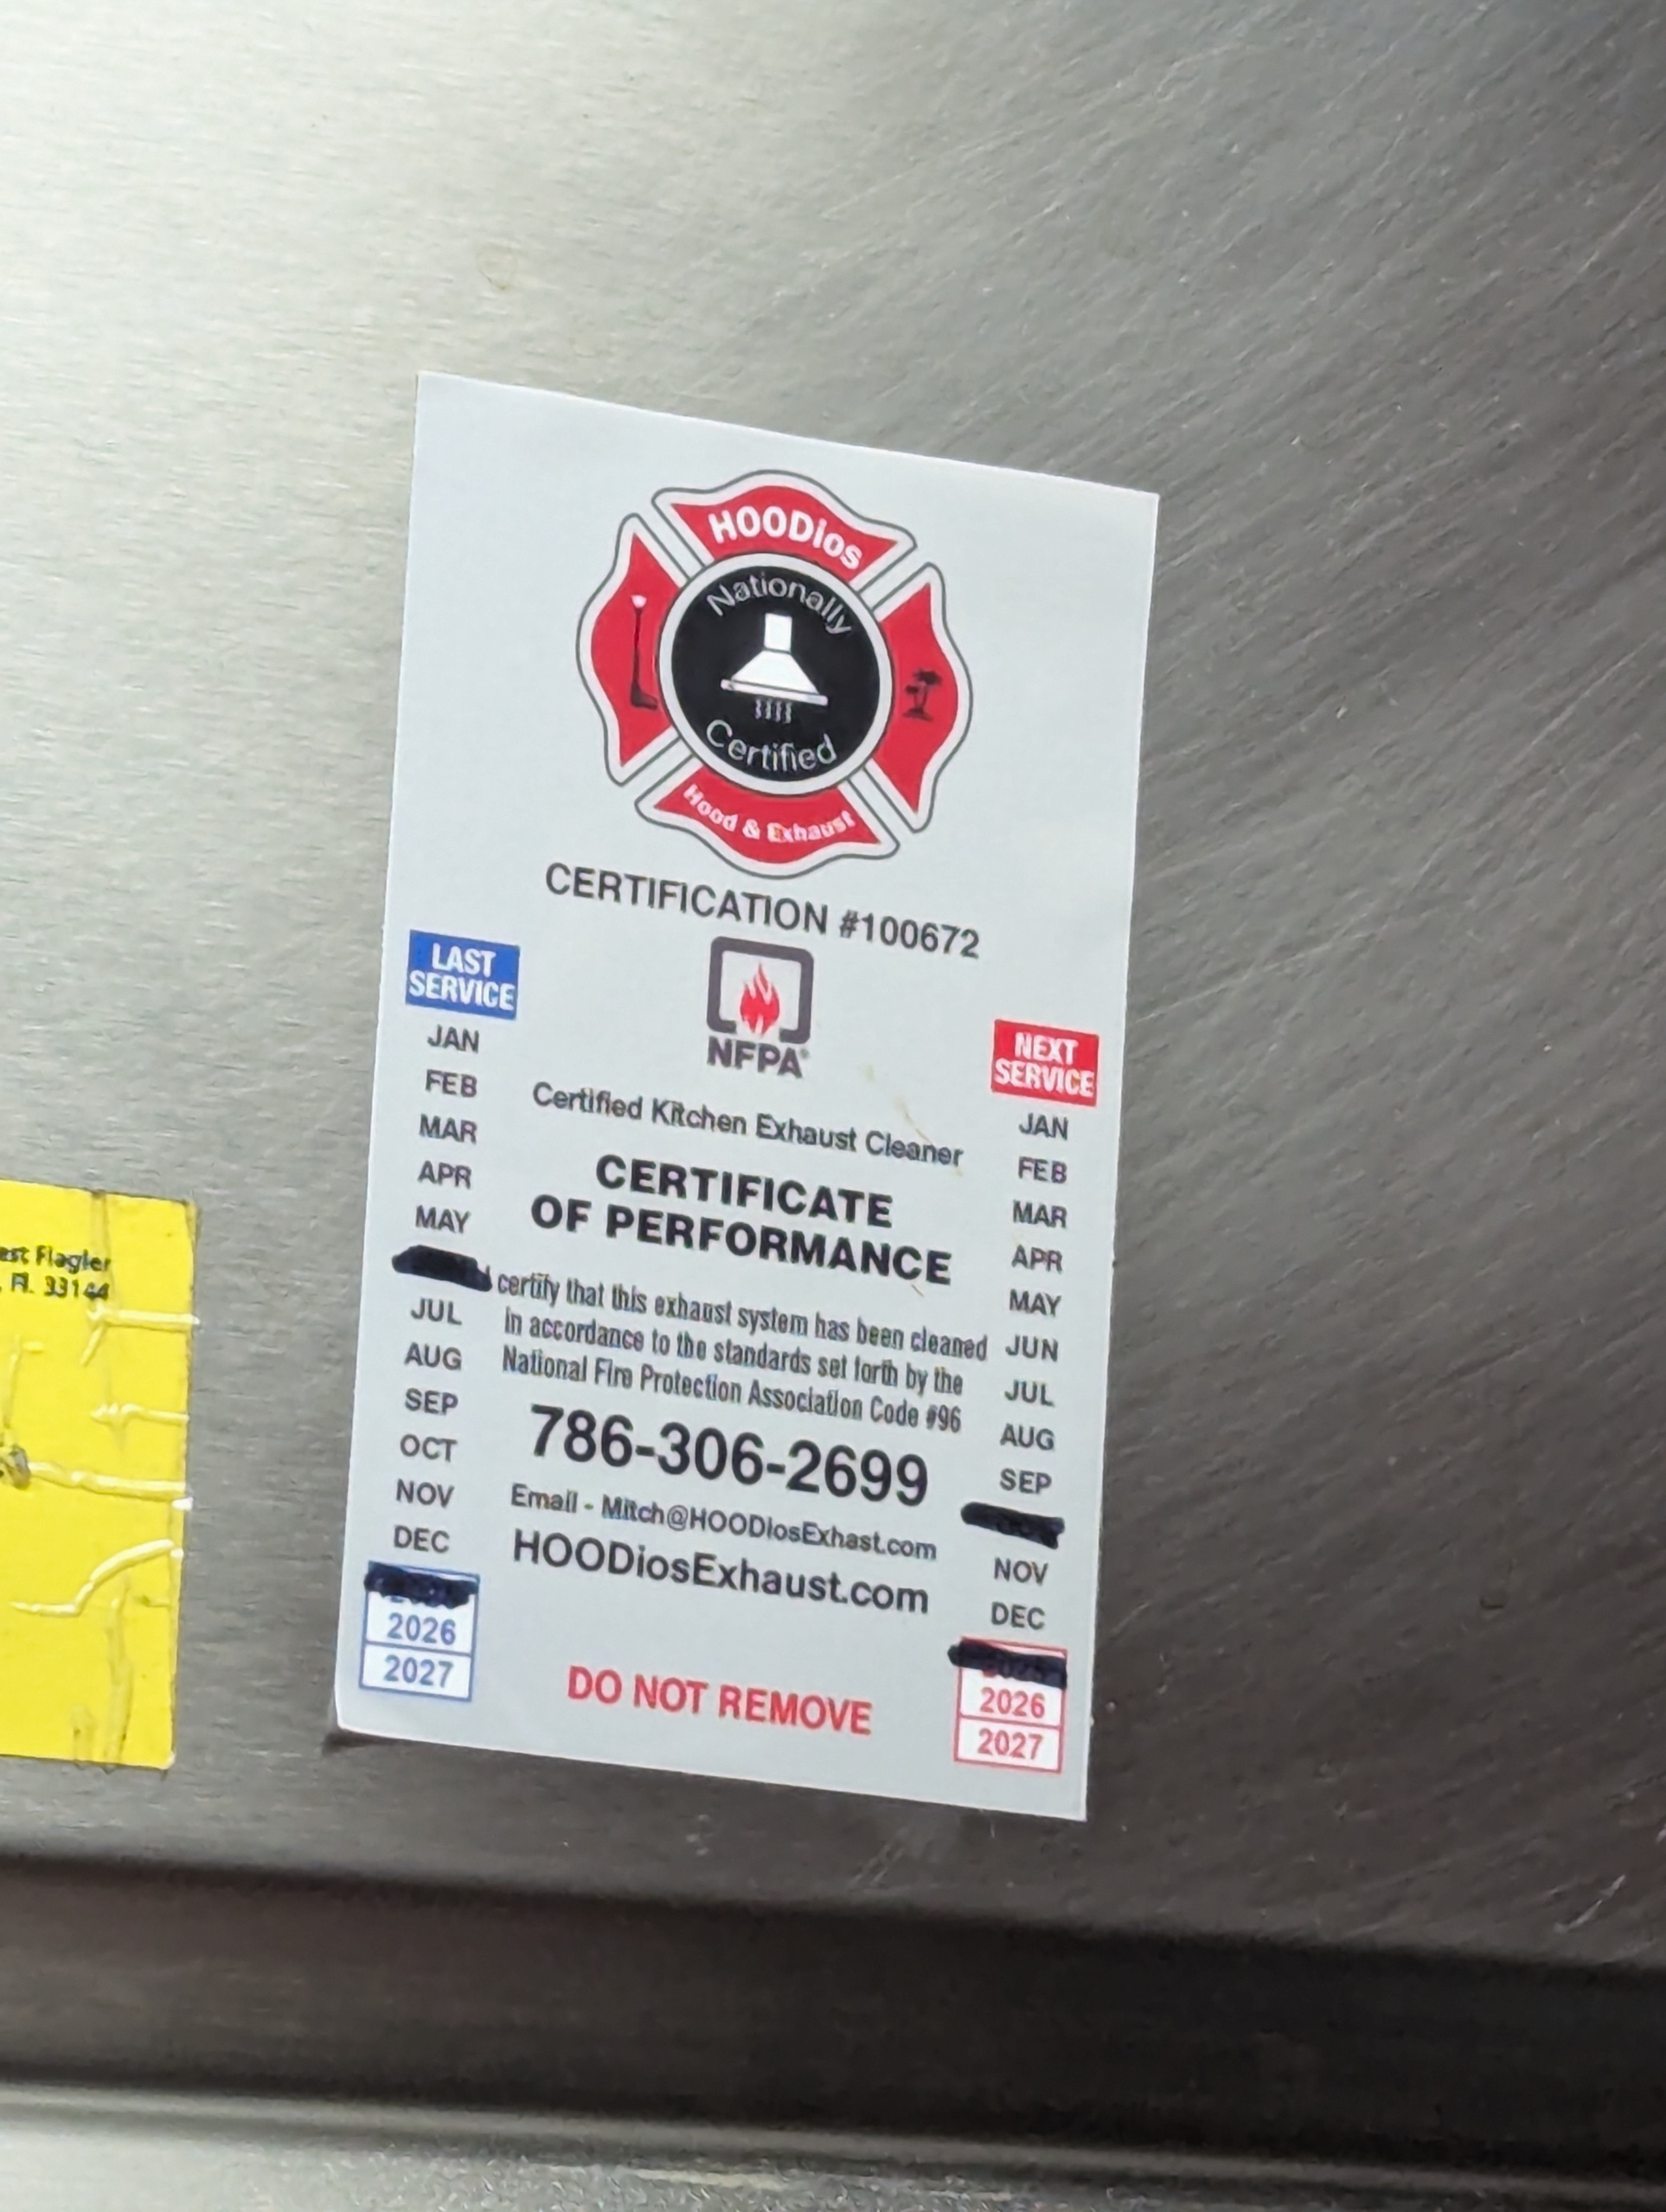 HOODios
Nationally
Certified
Hood & Exhaust
CERTIFICATION #100672
LAST
SERVICE
JAN
FEB
MAR
APR
MAY
JUL
AUG
SEP
OCT
NOV
DEC
2026
2027
NFPA®
Certified Kitchen Exhaust Cleaner
CERTIFICATE
OF PERFORMANCE
certify that this exhaust system has been cleaned
in accordance to the standards set forth by the
National Fire Protection Association Code #96
786-306-2699
Email - Mitch@HOODiosExhast.com
HOODiosExhaust.com
DO NOT REMOVE
NEXT
SERVICE
JAN
FEB
MAR
APR
MAY
JUN
JUL
AUG
SEP
NOV
DEC
2026
2027
Flagler
Fl. 33144